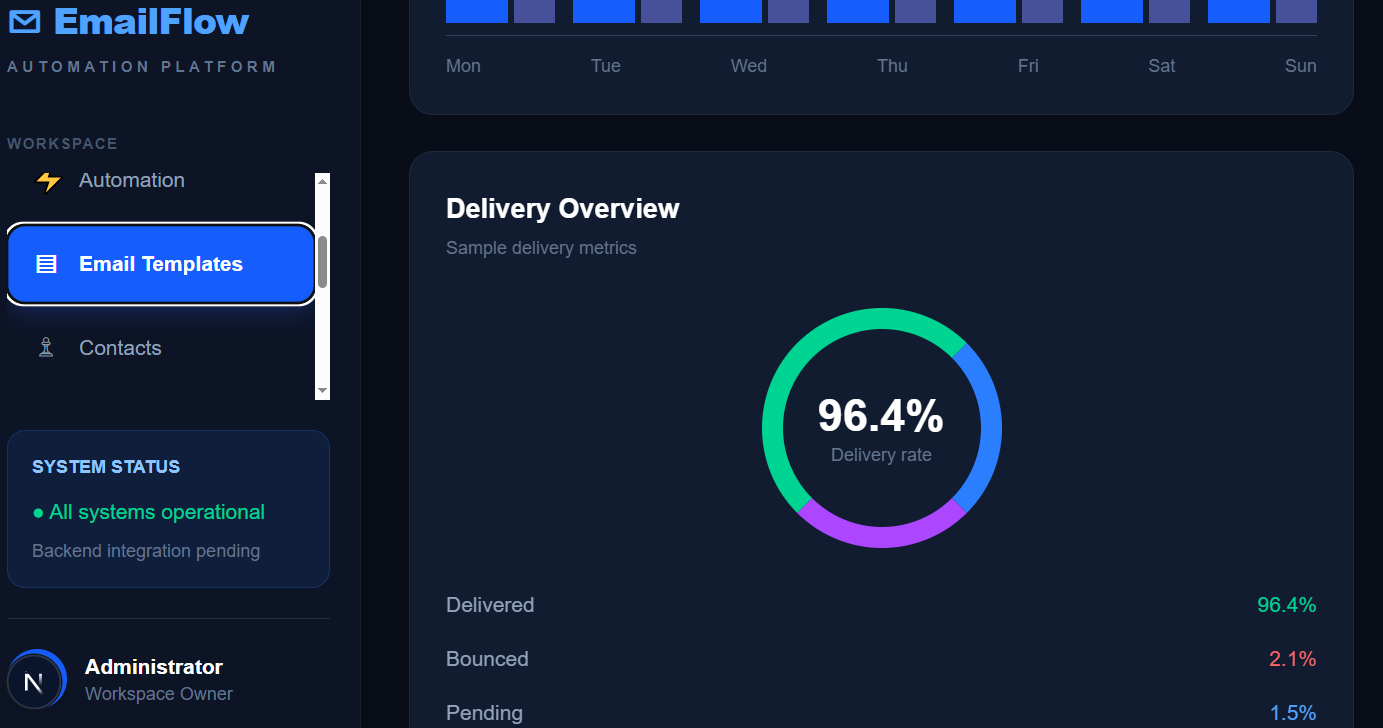 EmailFlow
AUTOMATION PLATFORM
WORKSPACE
Automation
Email Templates
Contacts
SYSTEM STATUS
● All systems operational
Backend integration pending
N
Administrator
Workspace Owner
Mon Tue Wed Thu Fri Sat Sun
Delivery Overview
Sample delivery metrics
96.4%
Delivery rate
Delivered 96.4%
Bounced 2.1%
Pending 1.5%